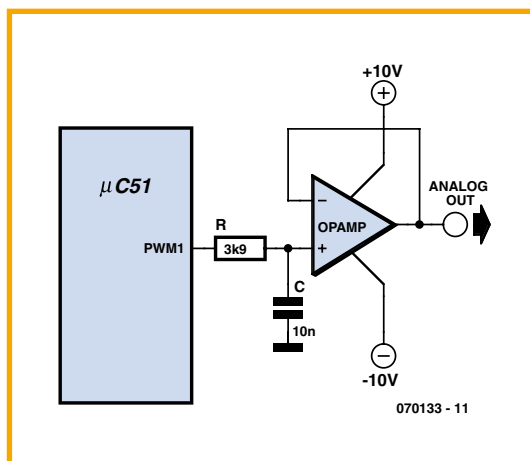 +10V
+
μC51
ANALOG
OUT
−
OPAMP
R
PWM1
3k9
+
C
10n
−
-10V
070133 - 11